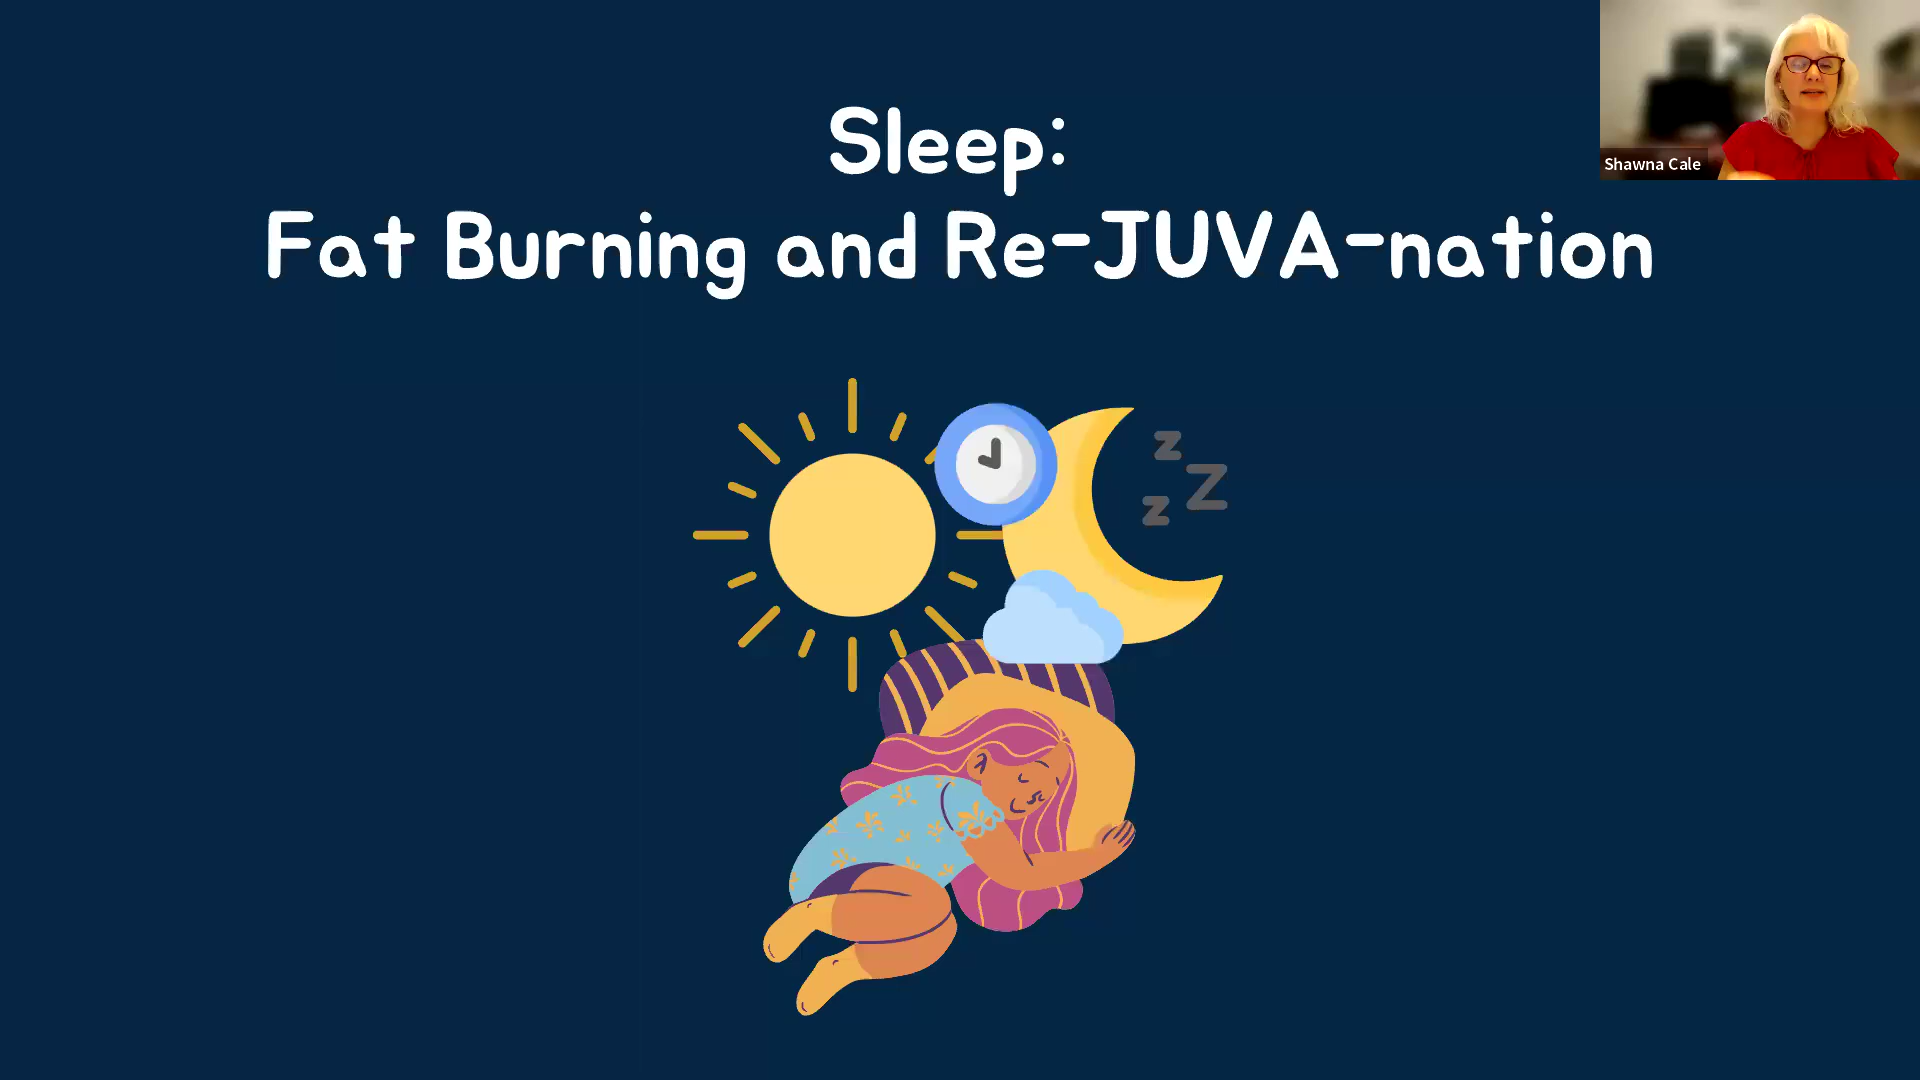 Sleep:
Fat Burning and Re-JUVA-nation
Shawna Cale
z
Z
z